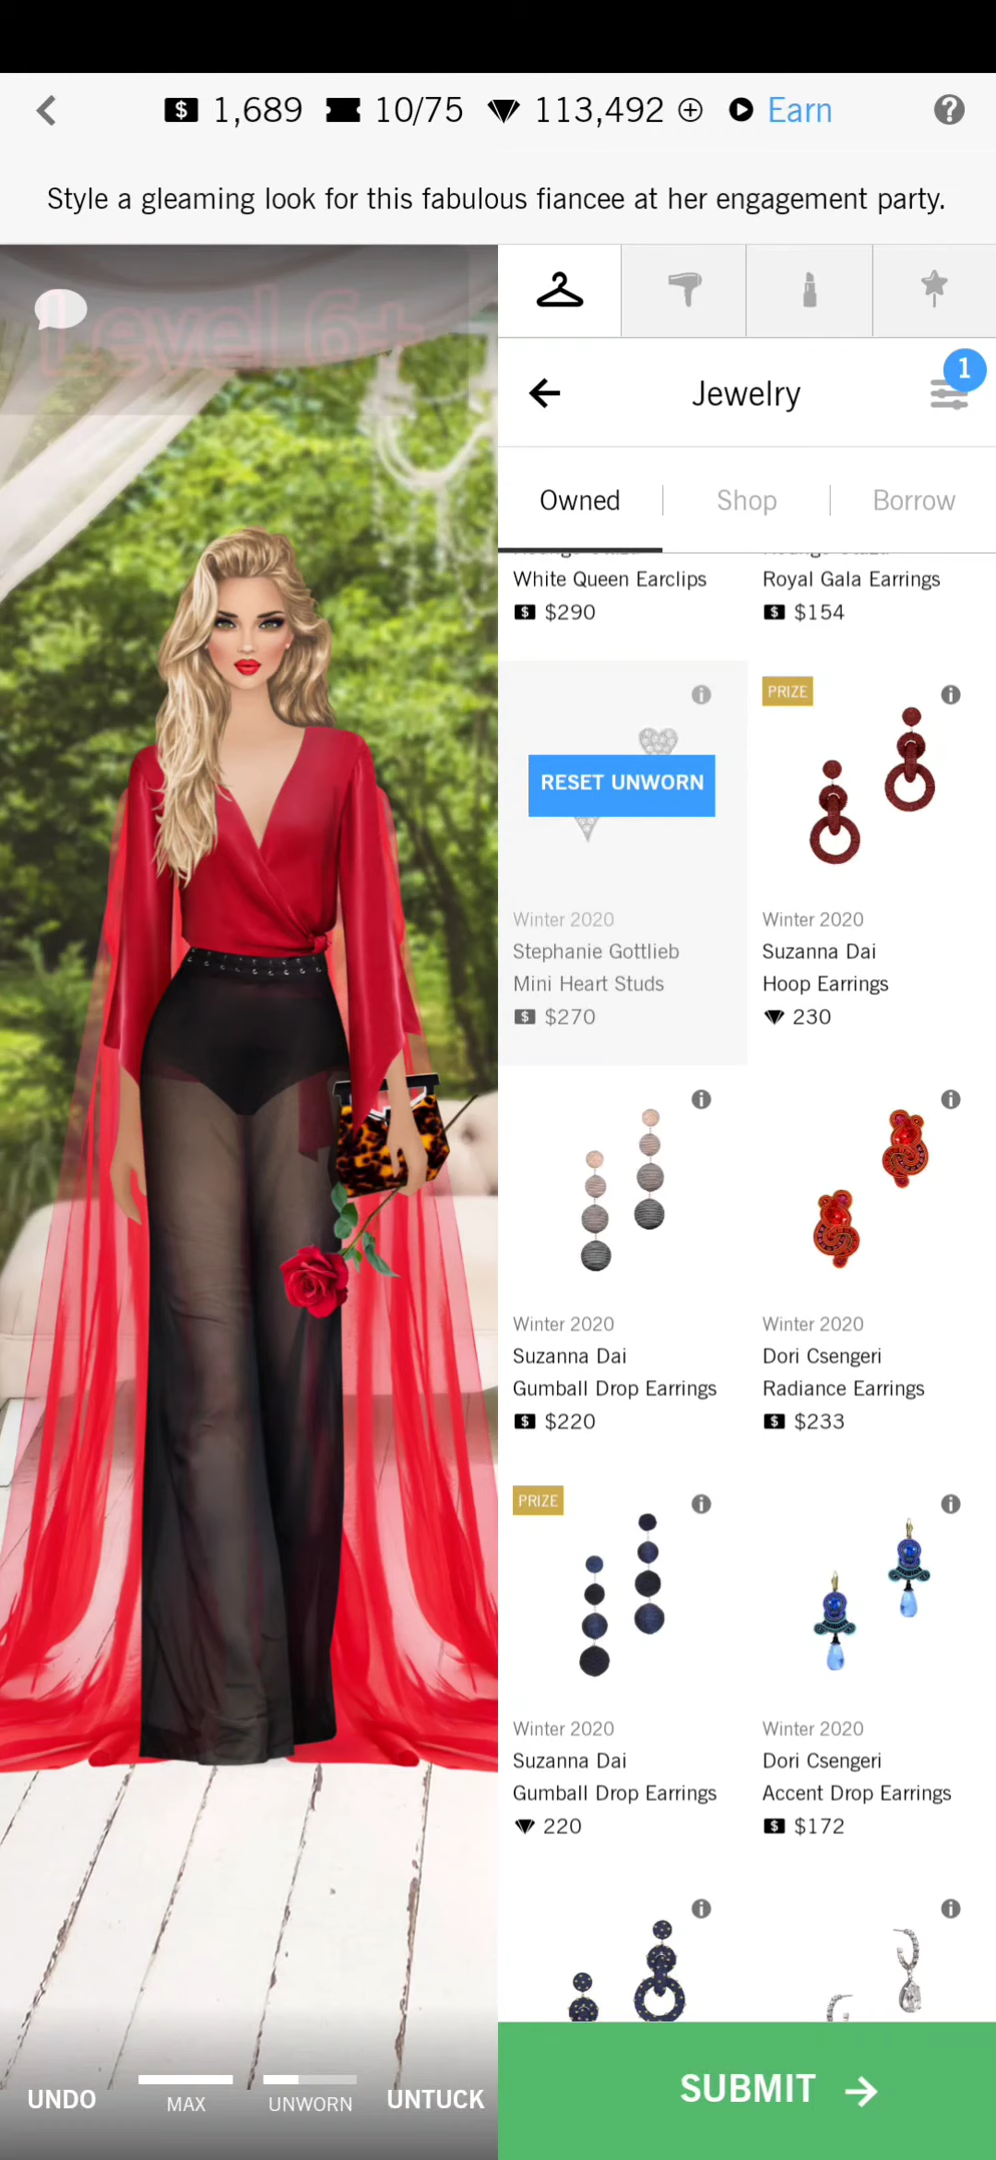 1,689 10/75 113,492 Earn
Style a gleaming look for this fabulous fiancee at her engagement party.
Level 6+
1
Jewelry
Owned Shop Borrow
White Queen Earclips
$290
Royal Gala Earrings
$154
RESET UNWORN
Winter 2020
Stephanie Gottlieb
Mini Heart Studs
$270
PRIZE
Winter 2020
Suzanna Dai
Hoop Earrings
230
Winter 2020
Suzanna Dai
Gumball Drop Earrings
$220
Winter 2020
Dori Csengeri
Radiance Earrings
$233
PRIZE
Winter 2020
Suzanna Dai
Gumball Drop Earrings
220
Winter 2020
Dori Csengeri
Accent Drop Earrings
$172
UNDO MAX UNWORN UNTUCK
SUBMIT